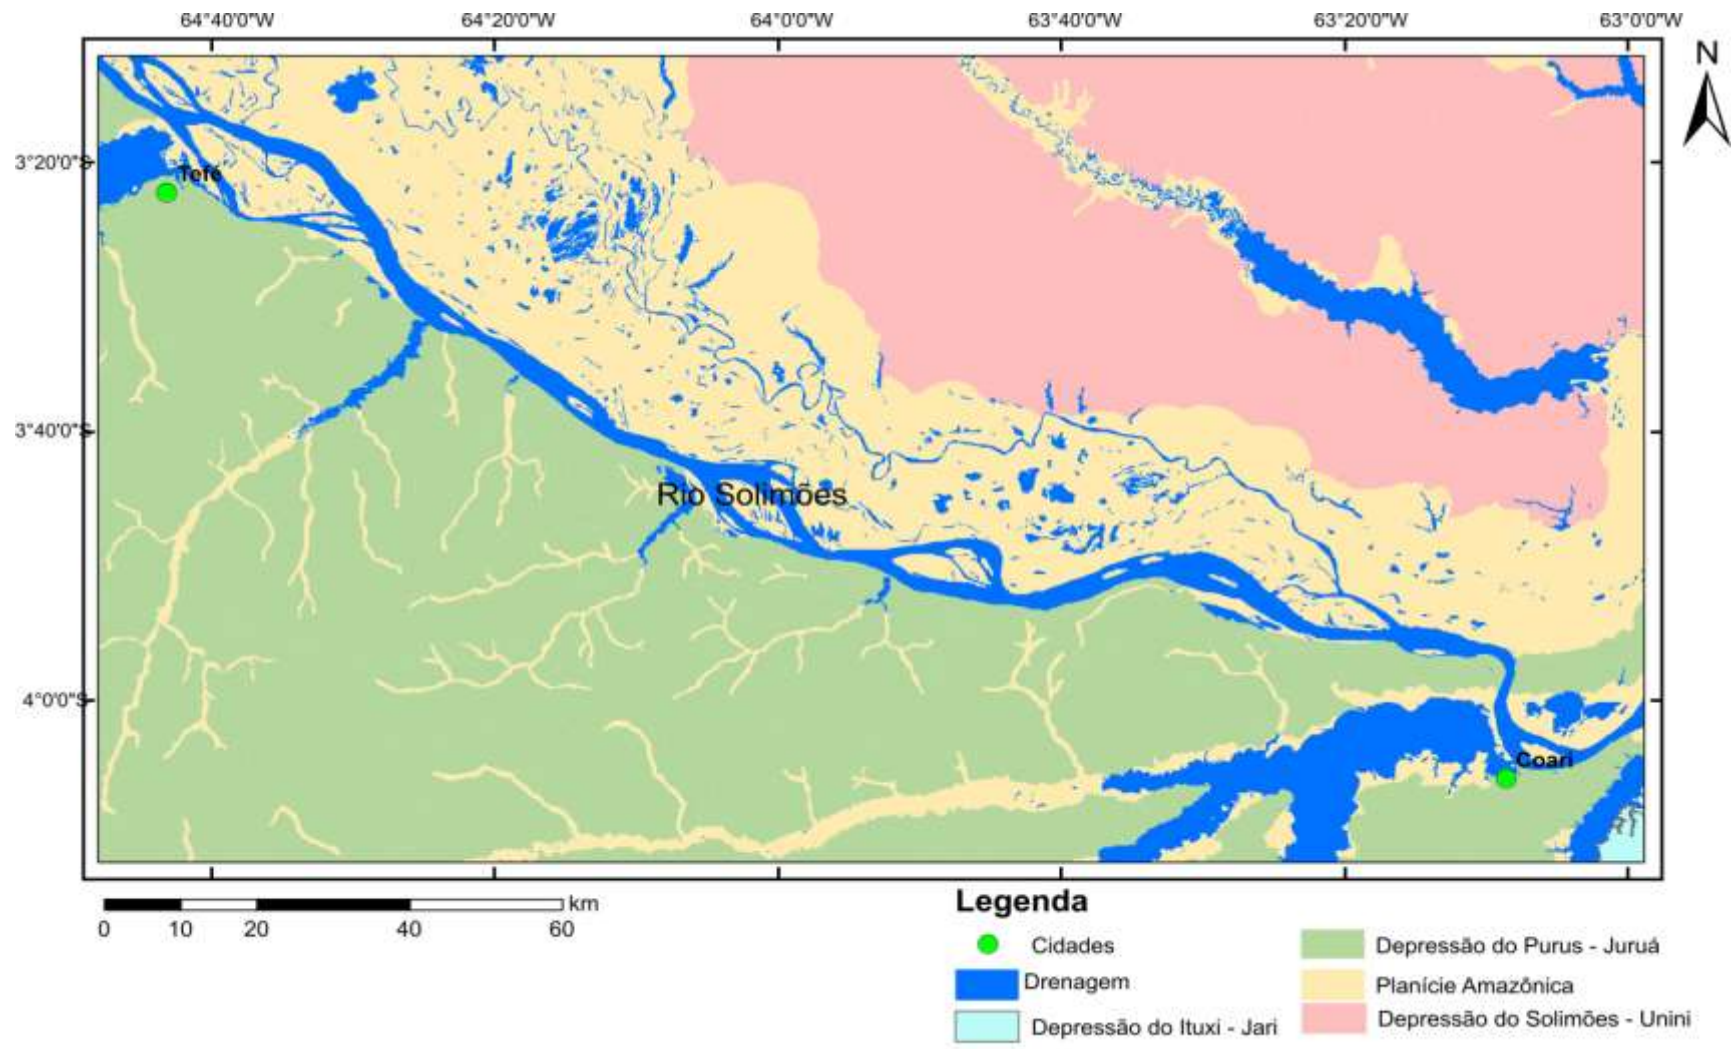 64°40'0"W 64°20'0"W 64°0'0"W 63°40'0"W 63°20'0"W 63°0'0"W
N
3°20'0"S
Tefé
3°40'0"S
Rio Solimões
4°0'0"S
Coari
km
0 10 20 40 60
Legenda
Cidades
Drenagem
Depressão do Ituxi - Jari
Depressão do Purus - Juruá
Planície Amazônica
Depressão do Solimões - Unini